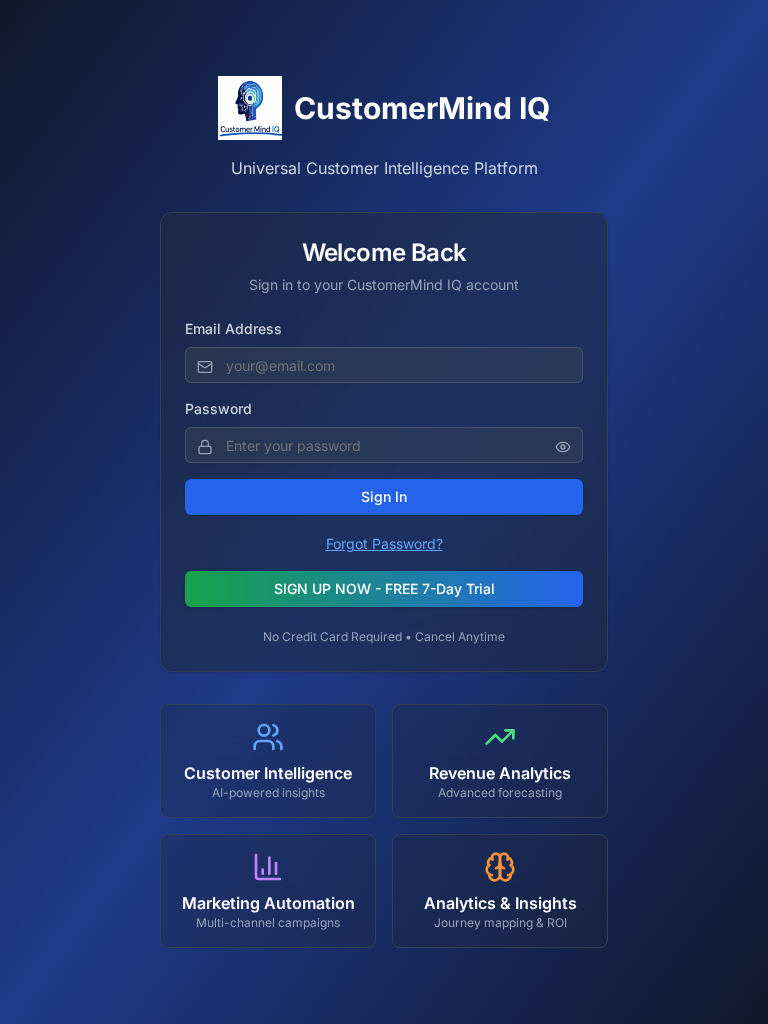 Customer Mind IQ
CustomerMind IQ
Universal Customer Intelligence Platform
Welcome Back
Sign in to your CustomerMind IQ account
Email Address
your@email.com
Password
Enter your password
Sign In
Forgot Password?
SIGN UP NOW - FREE 7-Day Trial
No Credit Card Required • Cancel Anytime
Customer Intelligence
AI-powered insights
Revenue Analytics
Advanced forecasting
Marketing Automation
Multi-channel campaigns
Analytics & Insights
Journey mapping & ROI